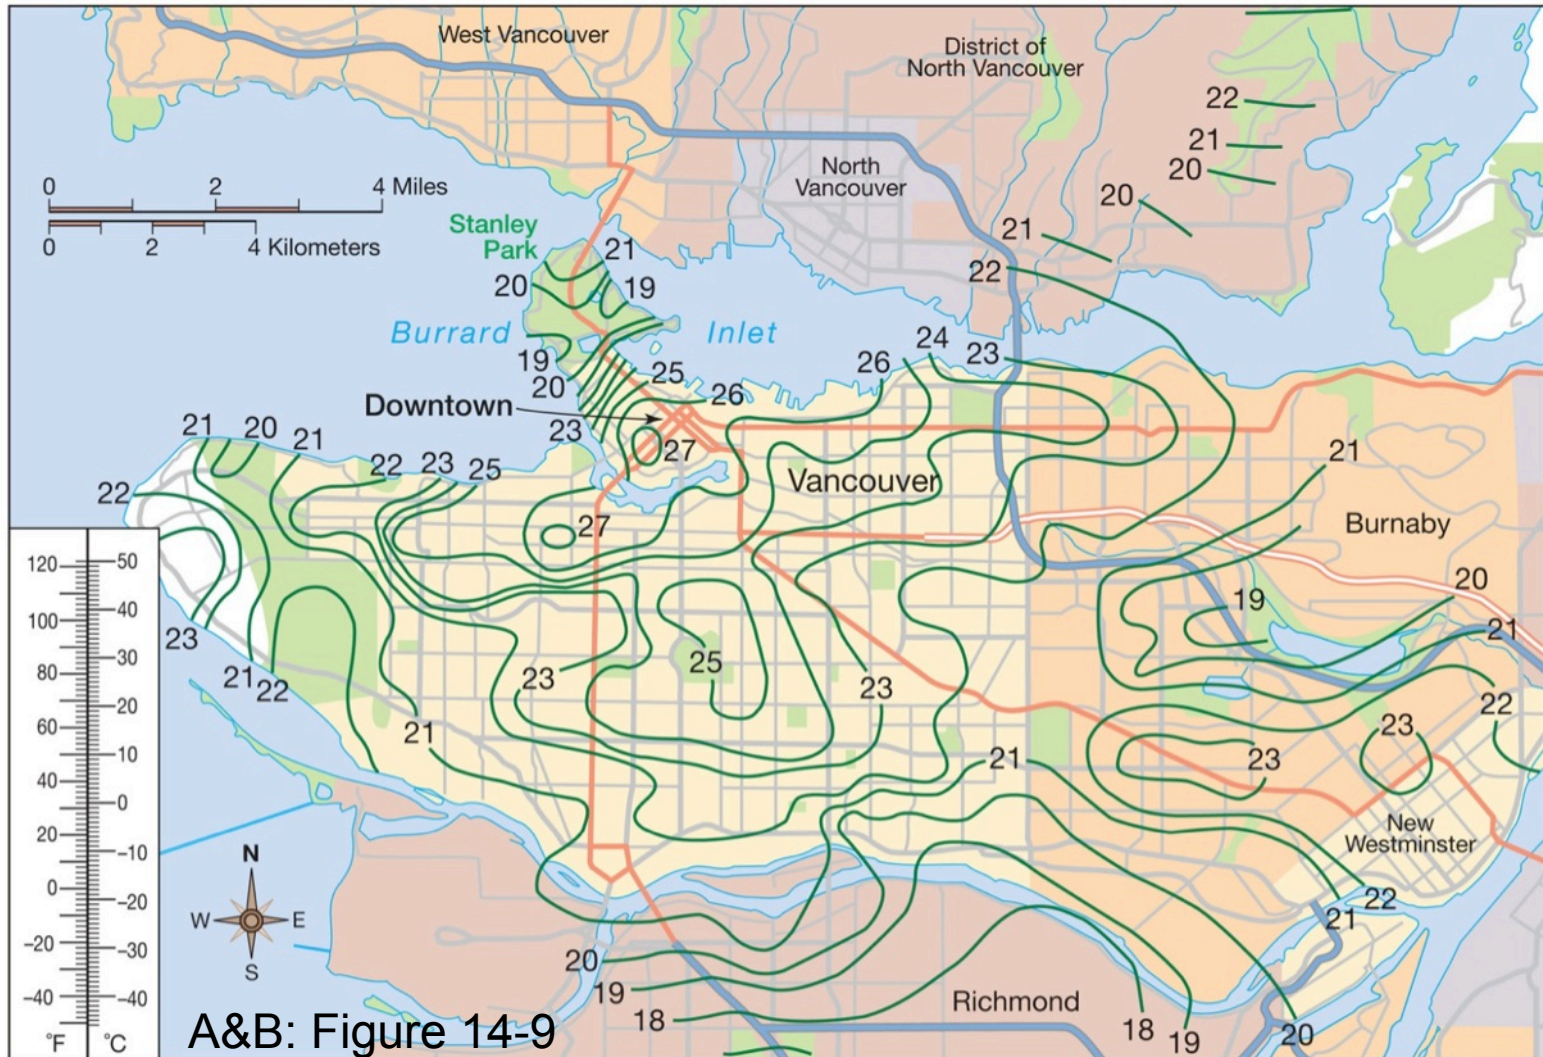 West Vancouver
District of
North Vancouver
22
21
20
North
Vancouver
20
0 2 4 Miles
0 2 4 Kilometers
Stanley
Park
21
21
22
20
19
Burrard
Inlet
24
23
26
19
20
25
26
Downtown
23
27
21
20
21
22
23
25
Vancouver
21
22
27
Burnaby
120
100
80
60
40
20
0
-20
-40
°F
50
40
30
20
10
0
-10
-20
-30
-40
°C
20
19
21
23
21
22
23
25
23
22
21
21
23
23
New
Westminster
N
W
E
S
22
21
20
19
18
Richmond
18
19
20
A&B: Figure 14-9